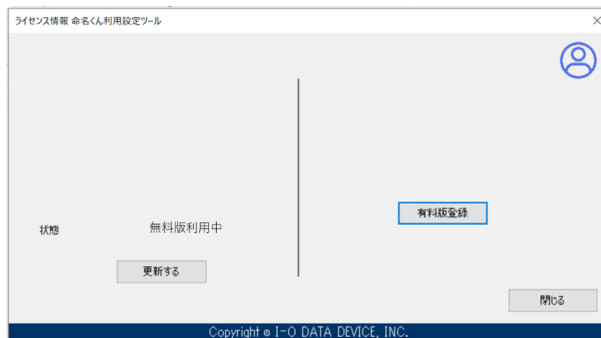 ライセンス情報 命名くん利用設定ツール
有料版登録
状態 無料版利用中
更新する
閉じる
Copyright © I-O DATA DEVICE, INC.